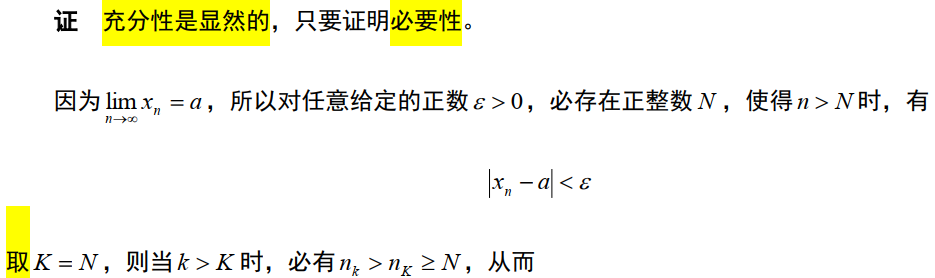 证 充分性是显然的，只要证明必要性。
因为 $\lim_{n\to\infty} x_n = a$，所以对任意给定的正数 $\varepsilon > 0$，必存在正整数 $N$，使得 $n > N$ 时，有
$|x_n - a| < \varepsilon$
取 $K = N$，则当 $k > K$ 时，必有 $n_k > n_K \geq N$，从而